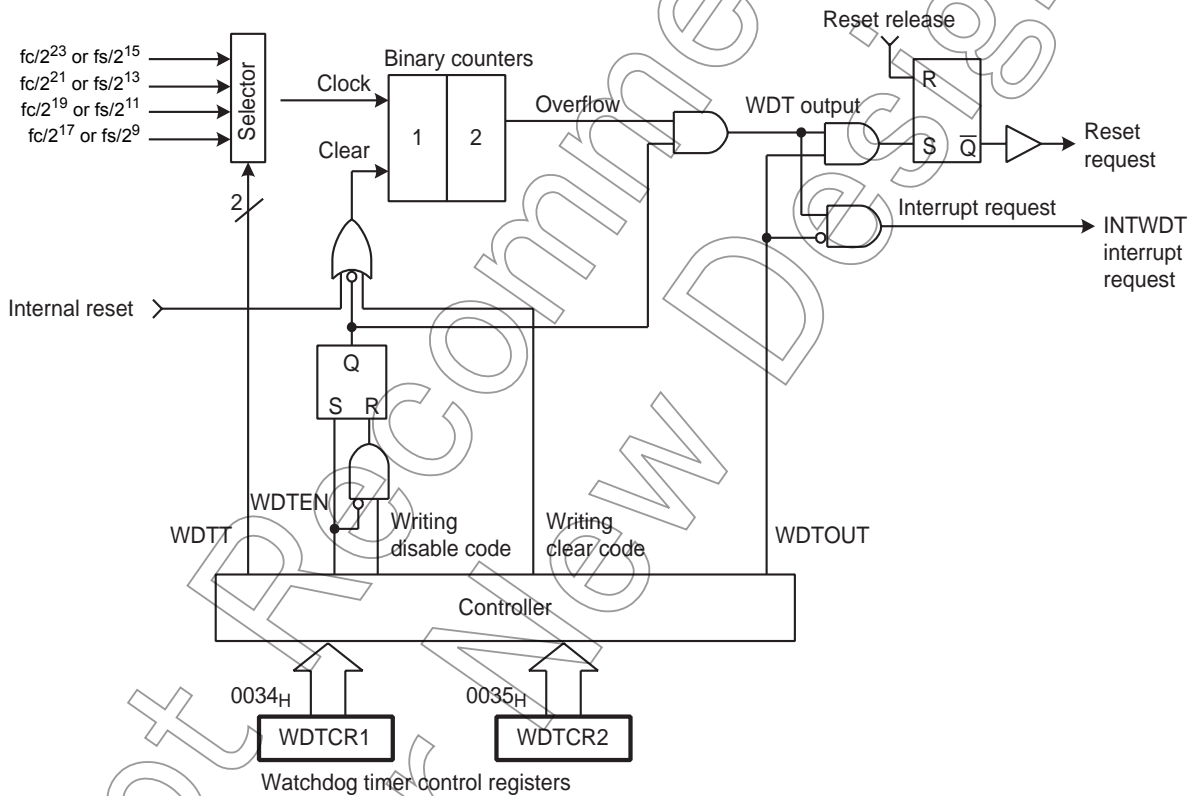 Reset release
fc/2^23 or fs/2^15
fc/2^21 or fs/2^13
fc/2^19 or fs/2^11
fc/2^17 or fs/2^9
Selector
Binary counters
Clock
1
2
Clear
Overflow
WDT output
R
S
Q̅
Reset
request
2
Interrupt request
INTWDT
interrupt
request
Internal reset
Q
S
R
WDTEN
WDTT
Writing
disable code
Writing
clear code
WDTOUT
Controller
0034H
0035H
WDTCR1
WDTCR2
Watchdog timer control registers